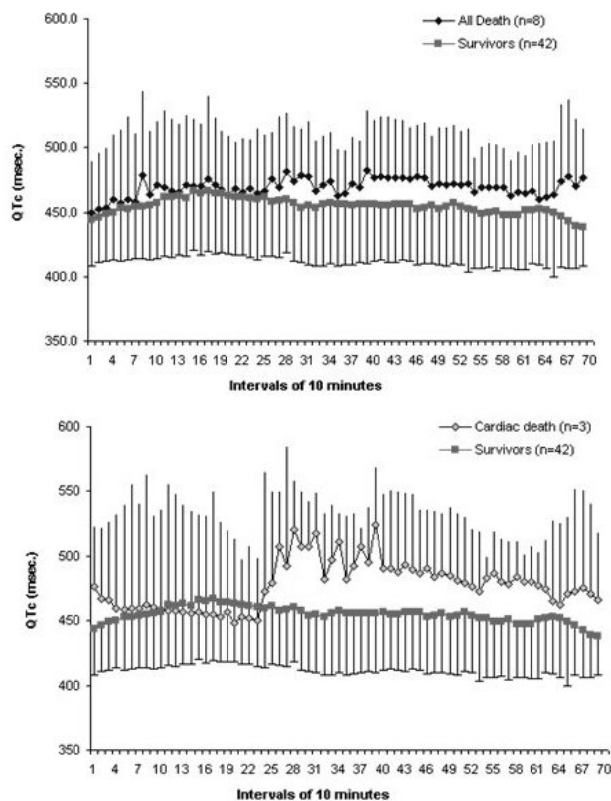 600.0
All Death (n=8)
Survivors (n=42)
550.0
500.0
450.0
400.0
350.0
QTc (msec.)
1 4 7 10 13 16 19 22 25 28 31 34 37 40 43 46 49 52 55 58 61 64 67 70
Intervals of 10 minutes
600
Cardiac death (n=3)
Survivors (n=42)
550
500
450
400
350
QTc (msec.)
1 4 7 10 13 16 19 22 25 28 31 34 37 40 43 46 49 52 55 58 61 64 67 70
Intervals of 10 minutes